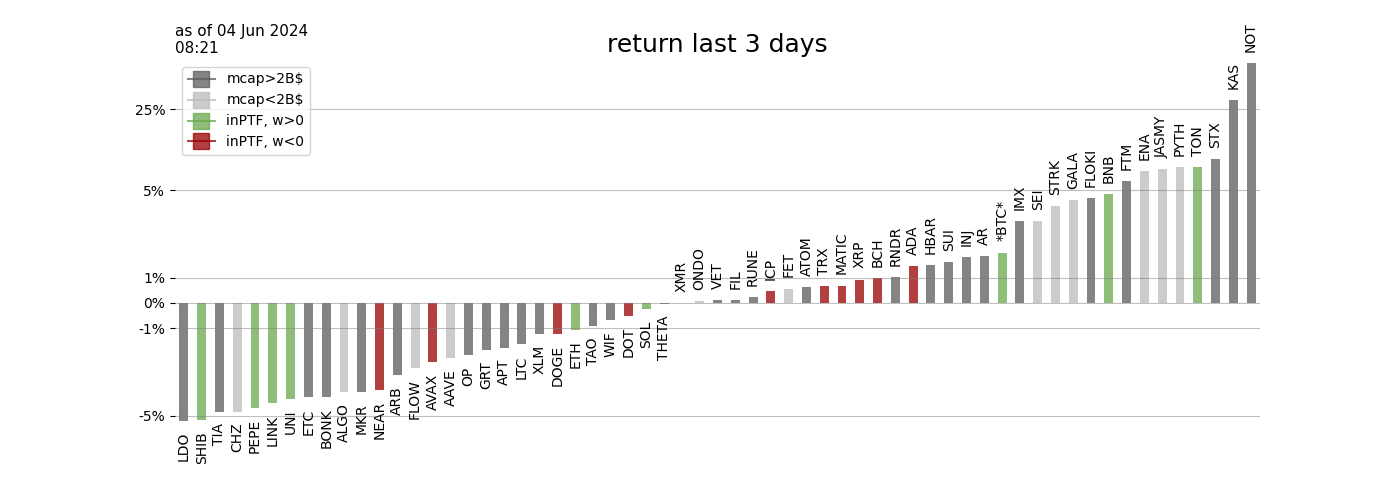 as of 04 Jun 2024
08:21
return last 3 days
mcap>2B$
mcap<2B$
inPTF, w>0
inPTF, w<0
25%
5%
1%
0%
-1%
-5%
LDO
SHIB
TIA
CHZ
PEPE
LINK
UNI
ETC
BONK
ALGO
MKR
NEAR
ARB
FLOW
AVAX
AAVE
OP
GRT
APT
LTC
XLM
DOGE
ETH
TAO
WIF
DOT
SOL
THETA
XMR
ONDO
VET
FIL
RUNE
ICP
FET
ATOM
TRX
MATIC
XRP
BCH
RNDR
ADA
HBAR
SUI
INJ
AR
*BTC*
IMX
SEI
STRK
GALA
FLOKI
BNB
FTM
ENA
JASMY
PYTH
TON
STX
KAS
NOT